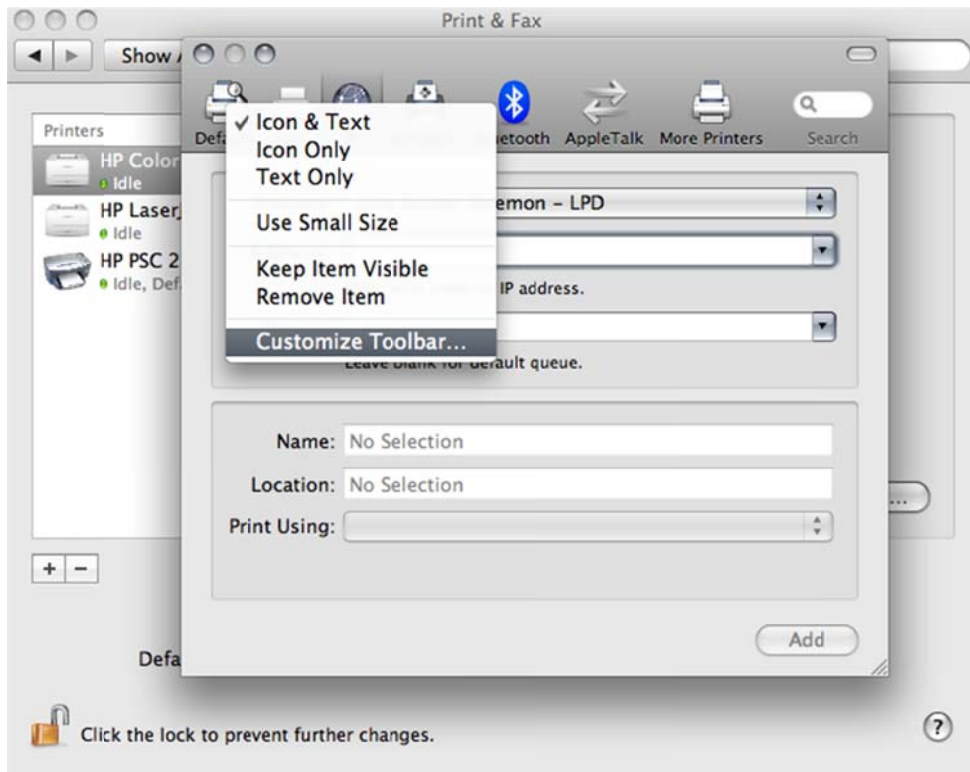 Print & Fax
Show
Printers
HP Color
Idle
HP Laser
Idle
HP PSC 2
Idle, Def
Icon & Text
Icon Only
Text Only
Use Small Size
Keep Item Visible
Remove Item
Customize Toolbar...
AppleTalk
More Printers
Search
– LPD
IP address.
Leave blank for default queue.
Name: No Selection
Location: No Selection
Print Using:
+ −
...
Add
Defa
Click the lock to prevent further changes.
?